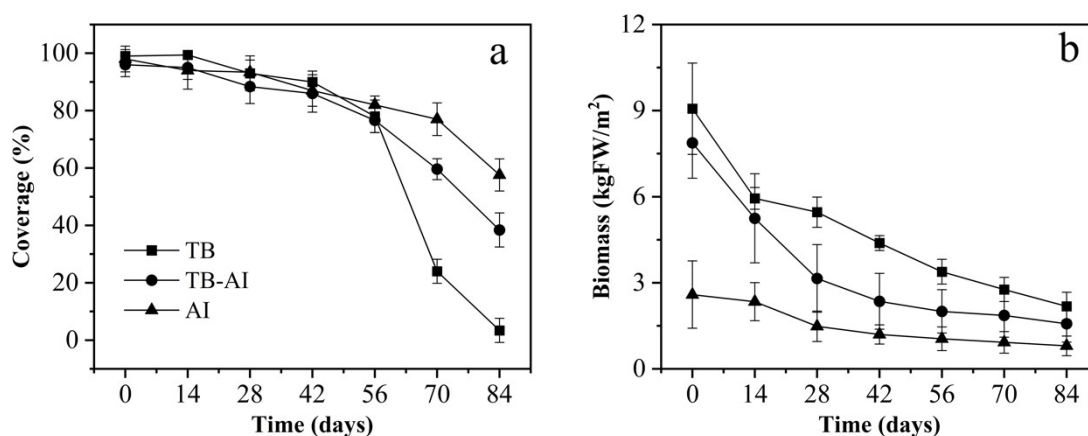 a
Coverage (%)
100
80
60
40
20
0
TB
TB-AI
AI
0 14 28 42 56 70 84
Time (days)
b
Biomass (kgFW/m²)
12
9
6
3
0
0 14 28 42 56 70 84
Time (days)